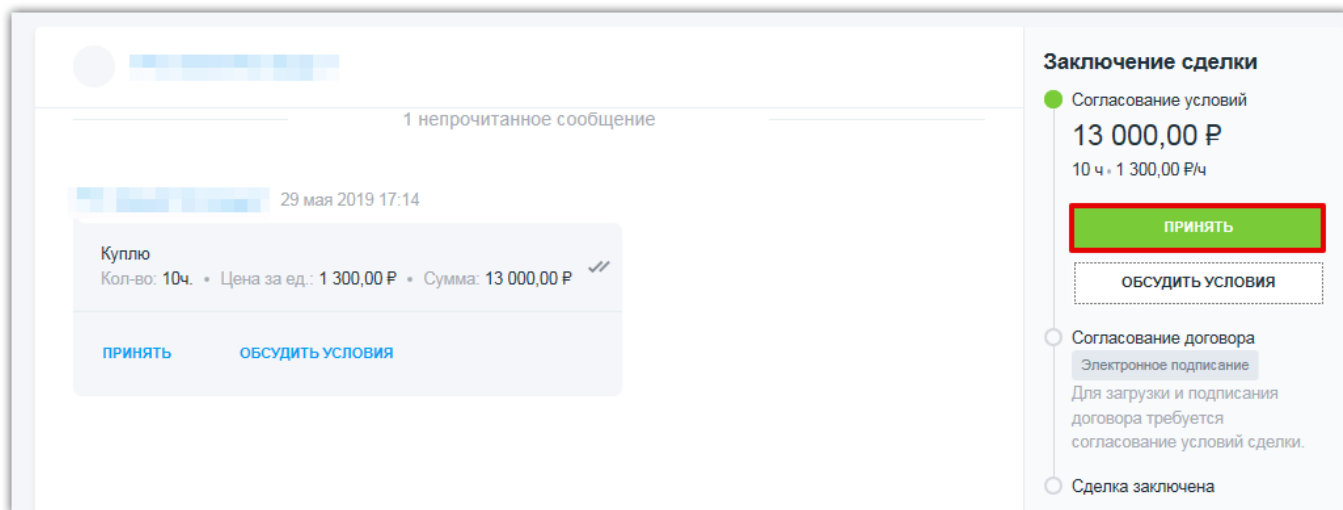 1 непрочитанное сообщение
29 мая 2019 17:14
Куплю
Кол-во: 10ч. • Цена за ед.: 1 300,00 ₽ • Сумма: 13 000,00 ₽
ПРИНЯТЬ ОБСУДИТЬ УСЛОВИЯ
Заключение сделки
Согласование условий
13 000,00 ₽
10 ч • 1 300,00 ₽/ч
ПРИНЯТЬ
ОБСУДИТЬ УСЛОВИЯ
Согласование договора
Электронное подписание
Для загрузки и подписания
договора требуется
согласование условий сделки.
Сделка заключена